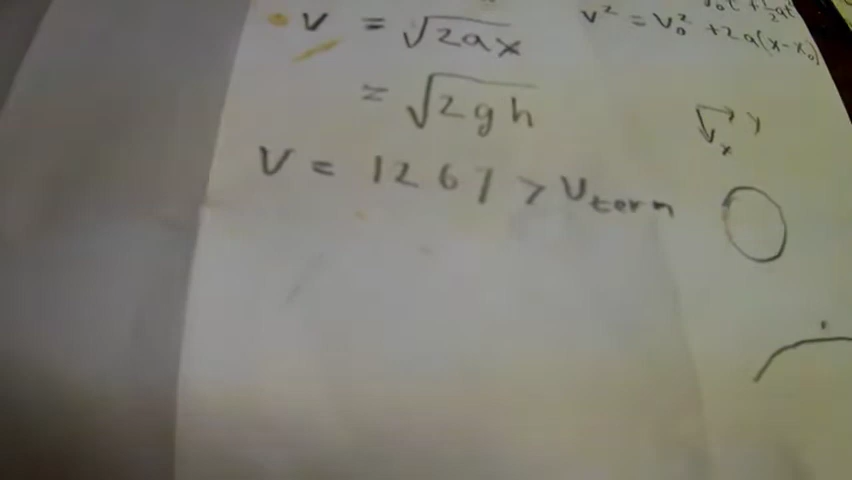 v = √2ax
= √2gh
v = 1267 > v_term
v² = v₀² + 2a(x-x₀)
y
x